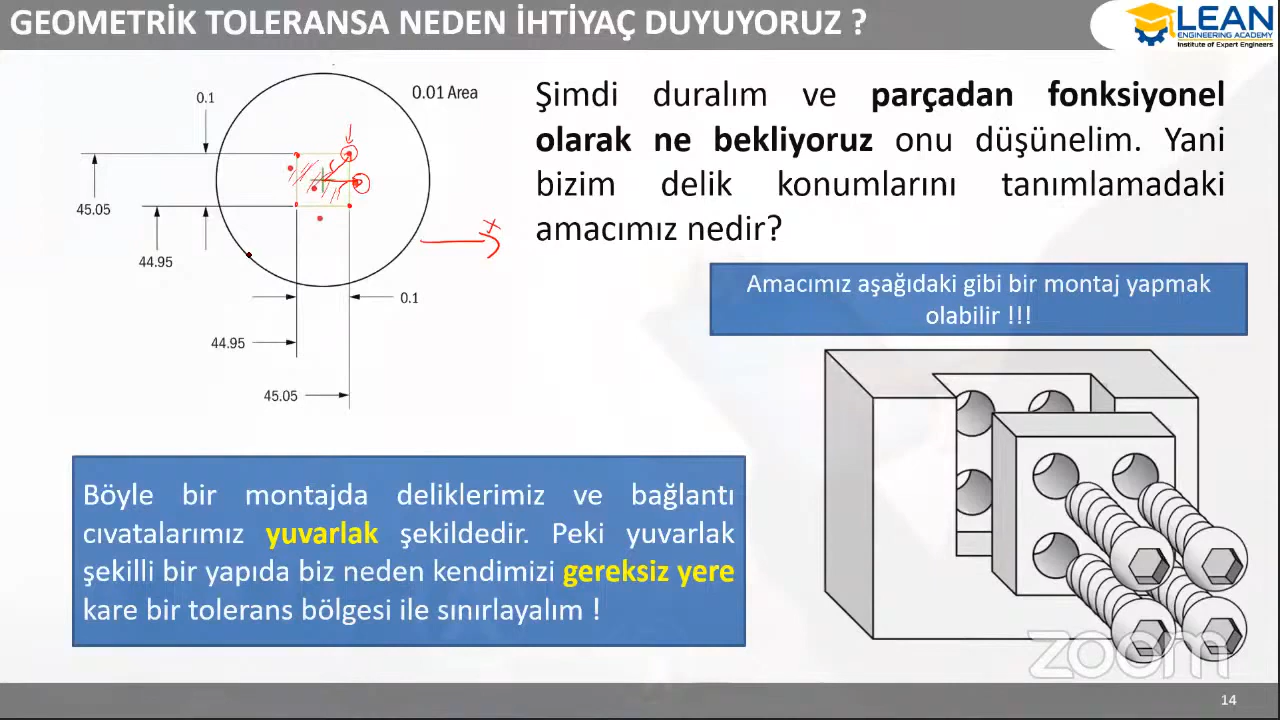 GEOMETRİK TOLERANSA NEDEN İHTİYAÇ DUYUYORUZ ?
LEAN
ENGINEERING ACADEMY
Institute of Expert Engineers
0.1
0.01 Area
45.05
44.95
0.1
44.95
45.05
Şimdi duralım ve parçadan fonksiyonel
olarak ne bekliyoruz onu düşünelim. Yani
bizim delik konumlarını tanımlamadaki
amacımız nedir?
Amacımız aşağıdaki gibi bir montaj yapmak
olabilir !!!
Böyle bir montajda deliklerimiz ve bağlantı
cıvatalarımız yuvarlak şekildedir. Peki yuvarlak
şekilli bir yapıda biz neden kendimizi gereksiz yere
kare bir tolerans bölgesi ile sınırlayalım !
zoom
14